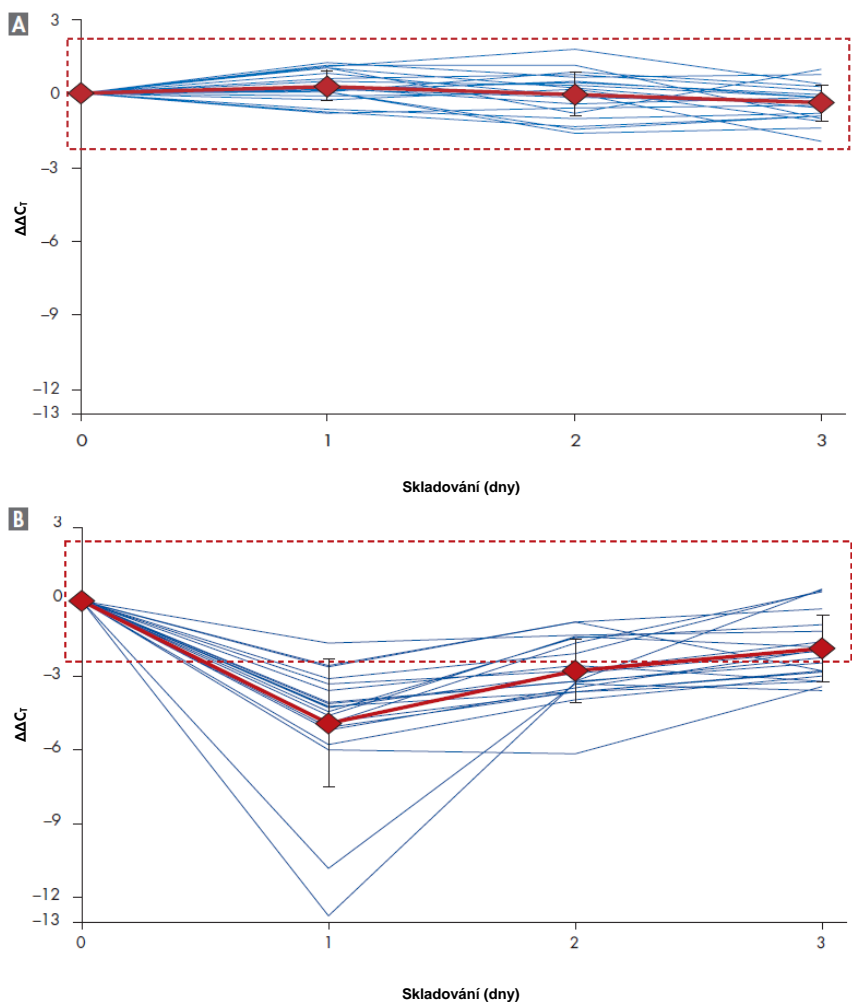 A
3
0
−3
−6
−9
−12
−13
ΔΔCT
0 1 2 3
Skladování (dny)
B
3
0
−3
−6
−9
−12
−13
ΔΔCT
0 1 2 3
Skladování (dny)